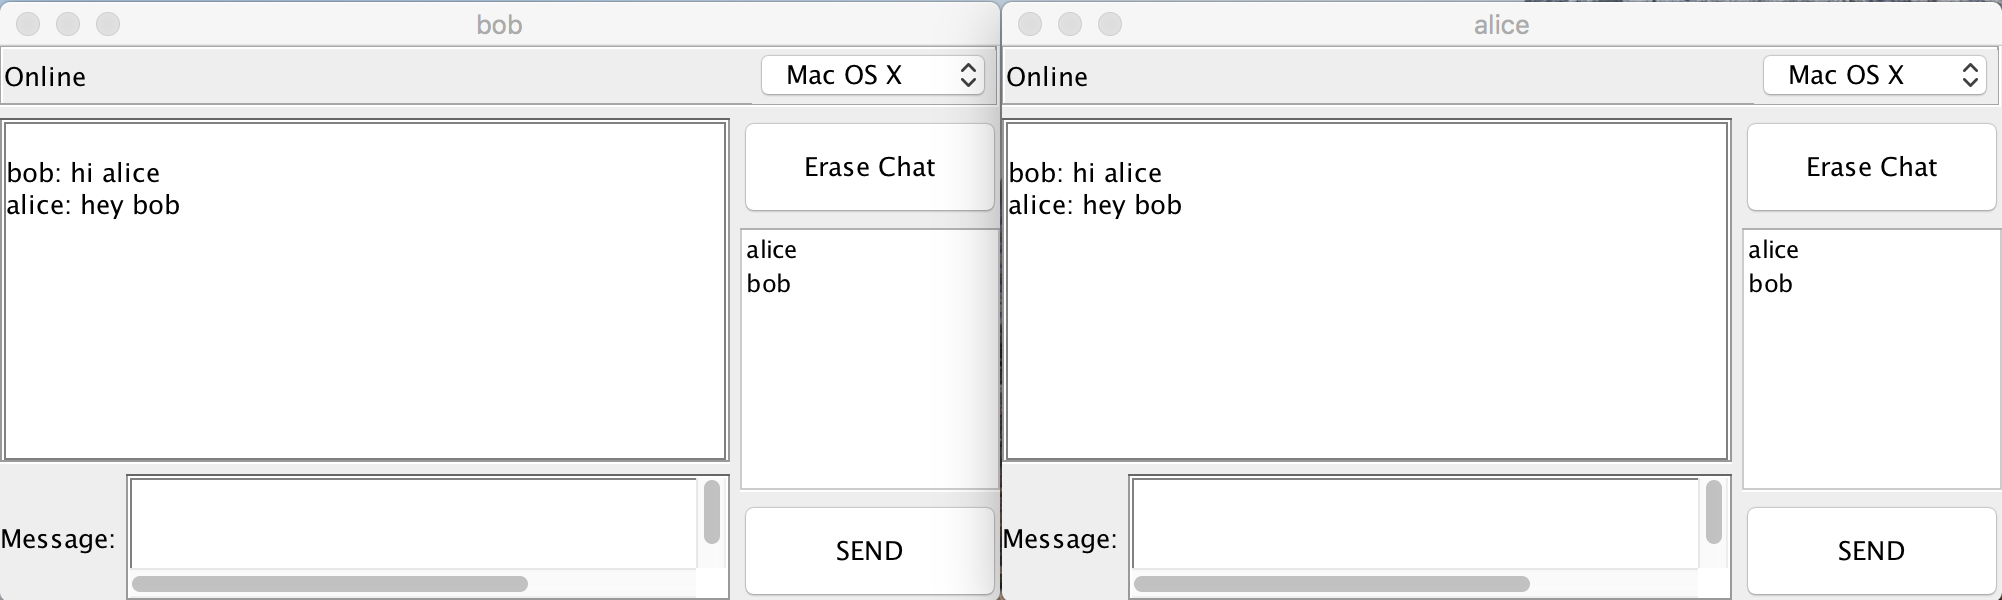 bob
Online
Mac OS X
bob: hi alice
alice: hey bob
Erase Chat
alice
bob
Message:
SEND
alice
Online
Mac OS X
bob: hi alice
alice: hey bob
Erase Chat
alice
bob
Message:
SEND